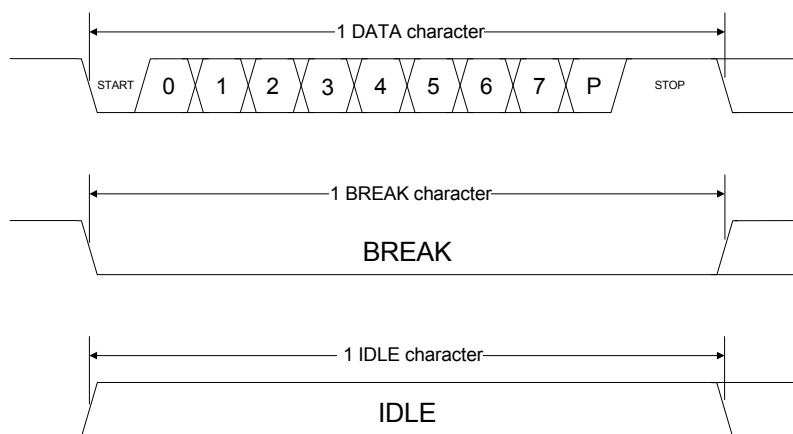 1 DATA character
START 0 1 2 3 4 5 6 7 P STOP
1 BREAK character
BREAK
1 IDLE character
IDLE